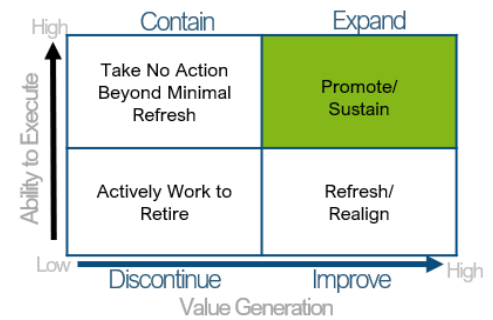 Contain
Expand
High
Take No Action
Beyond Minimal
Refresh
Promote/
Sustain
Ability to Execute
Actively Work to
Retire
Refresh/
Realign
Low
High
Discontinue
Improve
Value Generation